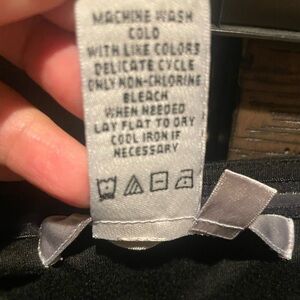 MACHINE WASH
COLD
WITH LIKE COLORS
DELICATE CYCLE
ONLY NON-CHLORINE
BLEACH
WHEN NEEDED
LAY FLAT TO DRY
COOL IRON IF
NECESSARY